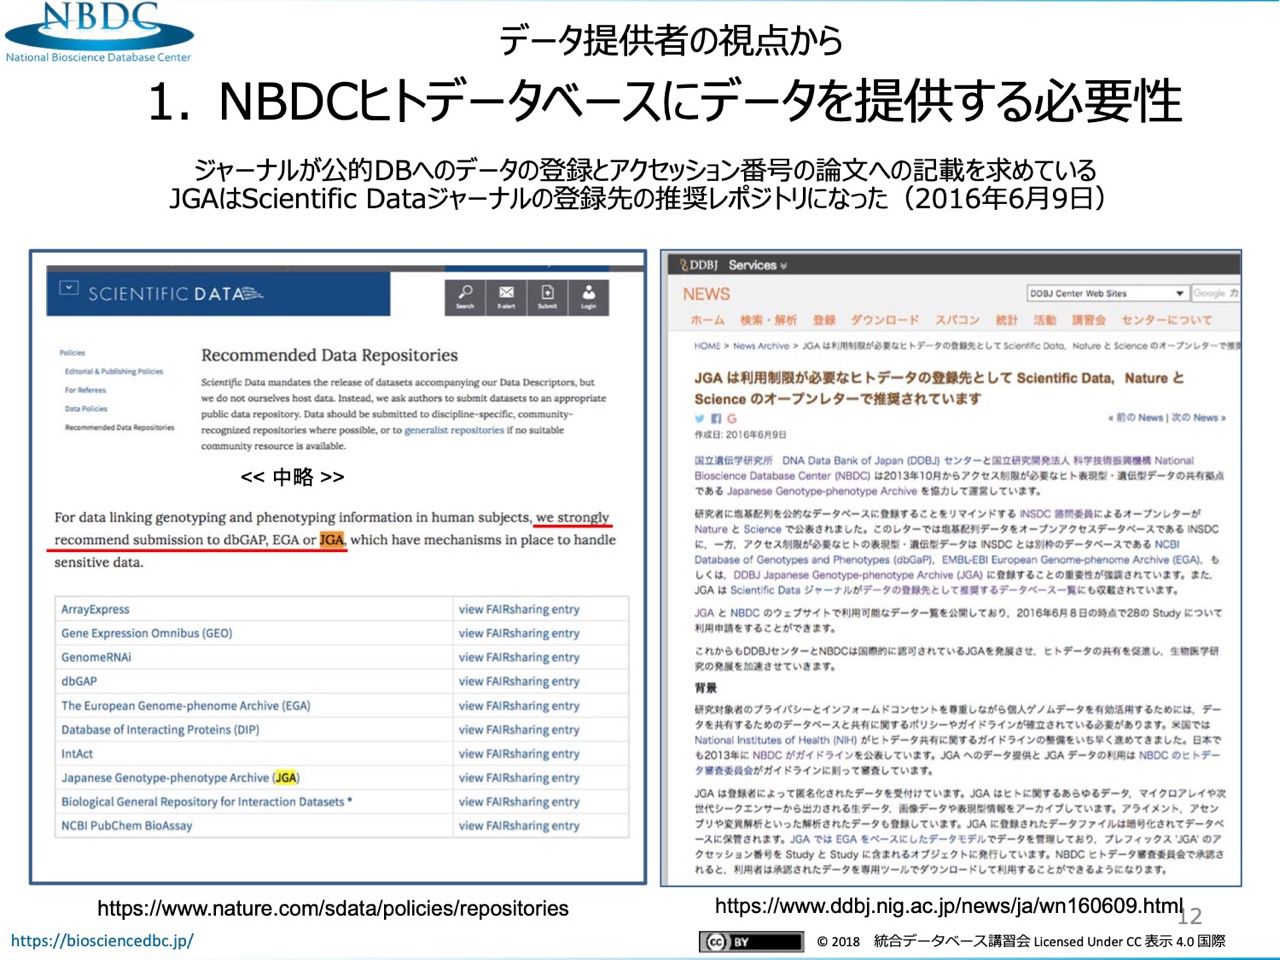 NBDC
National Bioscience Database Center
データ提供者の視点から
1. NBDCヒトデータベースにデータを提供する必要性
ジャーナルが公的DBへのデータの登録とアクセッション番号の論文への記載を求めている
JGAはScientific Dataジャーナルの登録先の推奨レポジトリになった（2016年6月9日）
SCIENTIFIC DATA
Search
E-alert
Submit
Login
Policies
Editorial & Publishing Policies
For Referees
Data Policies
Recommended Data Repositories
Recommended Data Repositories
Scientific Data mandates the release of datasets accompanying our Data Descriptors, but
we do not ourselves host data. Instead, we ask authors to submit datasets to an appropriate
public data repository. Data should be submitted to discipline-specific, community-
recognized repositories where possible, or to generalist repositories if no suitable
community resource is available.
<< 中略 >>
For data linking genotyping and phenotyping information in human subjects, we strongly
recommend submission to dbGAP, EGA or JGA, which have mechanisms in place to handle
sensitive data.
ArrayExpress view FAIRsharing entry
Gene Expression Omnibus (GEO) view FAIRsharing entry
GenomeRNAi view FAIRsharing entry
dbGAP view FAIRsharing entry
The European Genome-phenome Archive (EGA) view FAIRsharing entry
Database of Interacting Proteins (DIP) view FAIRsharing entry
IntAct view FAIRsharing entry
Japanese Genotype-phenotype Archive (JGA) view FAIRsharing entry
Biological General Repository for Interaction Datasets * view FAIRsharing entry
NCBI PubChem BioAssay view FAIRsharing entry
https://www.nature.com/sdata/policies/repositories
DDBJ Services
NEWS
DDBJ Center Web Sites
Google カ
ホーム 検索・解析 登録 ダウンロード スパコン 統計 活動 講習会 センターについて
HOME > News Archive > JGA は利用制限が必要なヒトデータの登録先として Scientific Data、Nature と Science のオープンレターで推奨
JGA は利用制限が必要なヒトデータの登録先として Scientific Data、Nature と
Science のオープンレターで推奨されています
« 前の News | 次の News »
作成日: 2016年6月9日
国立遺伝学研究所 DNA Data Bank of Japan (DDBJ) センターと国立研究開発法人 科学技術振興機構 National
Bioscience Database Center (NBDC) は2013年10月からアクセス制限が必要なヒト表現型・遺伝型データの共有拠点
である Japanese Genotype-phenotype Archive を協力して運営しています。
研究者に塩基配列を公的なデータベースに登録することをリマインドする INSDC 諮問委員によるオープンレターが
Nature と Science で公表されました。このレターでは塩基配列データをオープンアクセスデータベースである INSDC
に、一方、アクセス制限が必要なヒトの表現型・遺伝型データは INSDC とは別枠のデータベースである NCBI
Database of Genotypes and Phenotypes (dbGaP)、EMBL-EBI European Genome-phenome Archive (EGA)、も
しくは、DDBJ Japanese Genotype-phenotype Archive (JGA) に登録することの重要性が強調されています。また、
JGA は Scientific Data ジャーナルがデータの登録先として推奨するデータベース一覧にも収載されています。
JGA と NBDC のウェブサイトで利用可能なデータ一覧を公開しており、2016年6月8日の時点で28の Study について
利用申請をすることができます。
これからもDDBJセンターとNBDCは国際的に認可されているJGAを発展させ、ヒトデータの共有を促進し、生物医学研
究の発展を加速させていきます。
背景
研究対象者のプライバシーとインフォームドコンセントを尊重しながら個人ゲノムデータを有効活用するためには、デー
タを共有するためのデータベースと共有に関するポリシーやガイドラインが確立されている必要があります。米国では
National Institutes of Health (NIH) がヒトデータ共有に関するガイドラインの整備をいち早く進めてきました。日本で
も2013年に NBDC がガイドラインを公表しています。JGA へのデータ提供と JGA データの利用は NBDC のヒトデー
タ審査委員会がガイドラインに則って審査しています。
JGA は登録者によって匿名化されたデータを受付けています。JGA はヒトに関するあらゆるデータ、マイクロアレイや次
世代シークエンサーから出力される生データ、画像データや表現型情報をアーカイブしています。アライメント、アセン
ブリや変異解析といった解析されたデータも登録しています。JGA に登録されたデータファイルは暗号化されてデータベ
ースに保管されます。JGA では EGA をベースにしたデータモデルでデータを管理しており、プレフィックス 'JGA' のア
クセッション番号を Study と Study に含まれるオブジェクトに発行しています。NBDC ヒトデータ審査委員会で承認さ
れると、利用者は承認されたデータを専用ツールでダウンロードして利用することができるようになります。
https://www.ddbj.nig.ac.jp/news/ja/wn160609.html
12
https://biosciencedbc.jp/
cc BY
© 2018 統合データベース講習会 Licensed Under CC 表示 4.0 国際